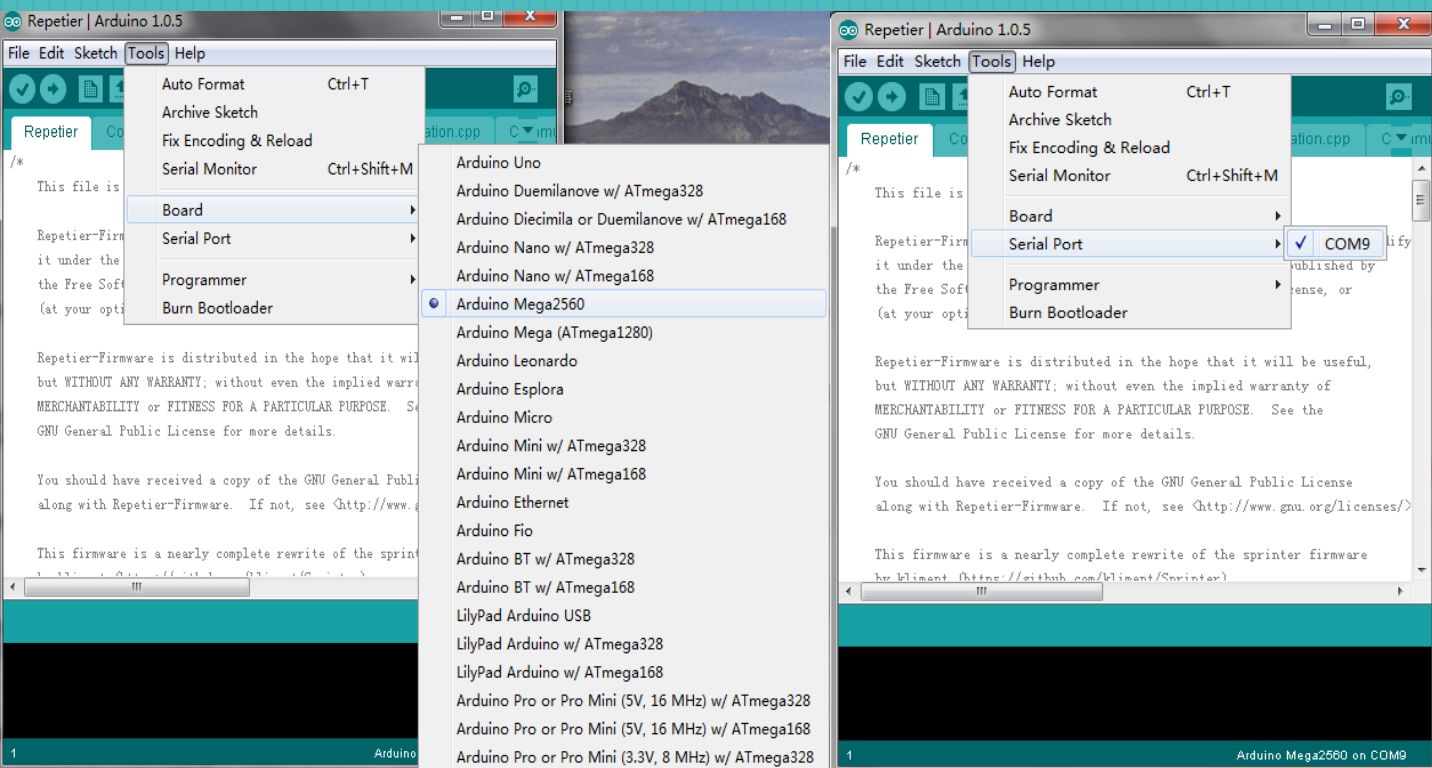 Repetier | Arduino 1.0.5
File Edit Sketch Tools Help
Auto Format Ctrl+T
Archive Sketch
Fix Encoding & Reload
Serial Monitor Ctrl+Shift+M
Board
Serial Port
Programmer
Burn Bootloader
Repetier
/*
This file is
Repetier-Firm
it under the
the Free Soft
(at your opti
Repetier-Firmware is distributed in the hope that it wil
but WITHOUT ANY WARRANTY; without even the implied warr
MERCHANTABILITY or FITNESS FOR A PARTICULAR PURPOSE. Se
GNU General Public License for more details.
You should have received a copy of the GNU General Publi
along with Repetier-Firmware. If not, see <http://www.g
This firmware is a nearly complete rewrite of the sprint
1
Arduino
Arduino Uno
Arduino Duemilanove w/ ATmega328
Arduino Diecimila or Duemilanove w/ ATmega168
Arduino Nano w/ ATmega328
Arduino Nano w/ ATmega168
Arduino Mega2560
Arduino Mega (ATmega1280)
Arduino Leonardo
Arduino Esplora
Arduino Micro
Arduino Mini w/ ATmega328
Arduino Mini w/ ATmega168
Arduino Ethernet
Arduino Fio
Arduino BT w/ ATmega328
Arduino BT w/ ATmega168
LilyPad Arduino USB
LilyPad Arduino w/ ATmega328
LilyPad Arduino w/ ATmega168
Arduino Pro or Pro Mini (5V, 16 MHz) w/ ATmega328
Arduino Pro or Pro Mini (5V, 16 MHz) w/ ATmega168
Arduino Pro or Pro Mini (3.3V, 8 MHz) w/ ATmega328
Repetier | Arduino 1.0.5
File Edit Sketch Tools Help
Auto Format Ctrl+T
Archive Sketch
Fix Encoding & Reload
Serial Monitor Ctrl+Shift+M
Board
Serial Port
COM9
Programmer
Burn Bootloader
Repetier Co ation.cpp
/*
This file is
Repetier-Firm lify
it under the published by
the Free Soft cense, or
(at your opti
Repetier-Firmware is distributed in the hope that it will be useful,
but WITHOUT ANY WARRANTY; without even the implied warranty of
MERCHANTABILITY or FITNESS FOR A PARTICULAR PURPOSE. See the
GNU General Public License for more details.
You should have received a copy of the GNU General Public License
along with Repetier-Firmware. If not, see <http://www.gnu.org/licenses/>
This firmware is a nearly complete rewrite of the sprinter firmware
by kliment (https://github.com/kliment/Sprinter)
1
Arduino Mega2560 on COM9